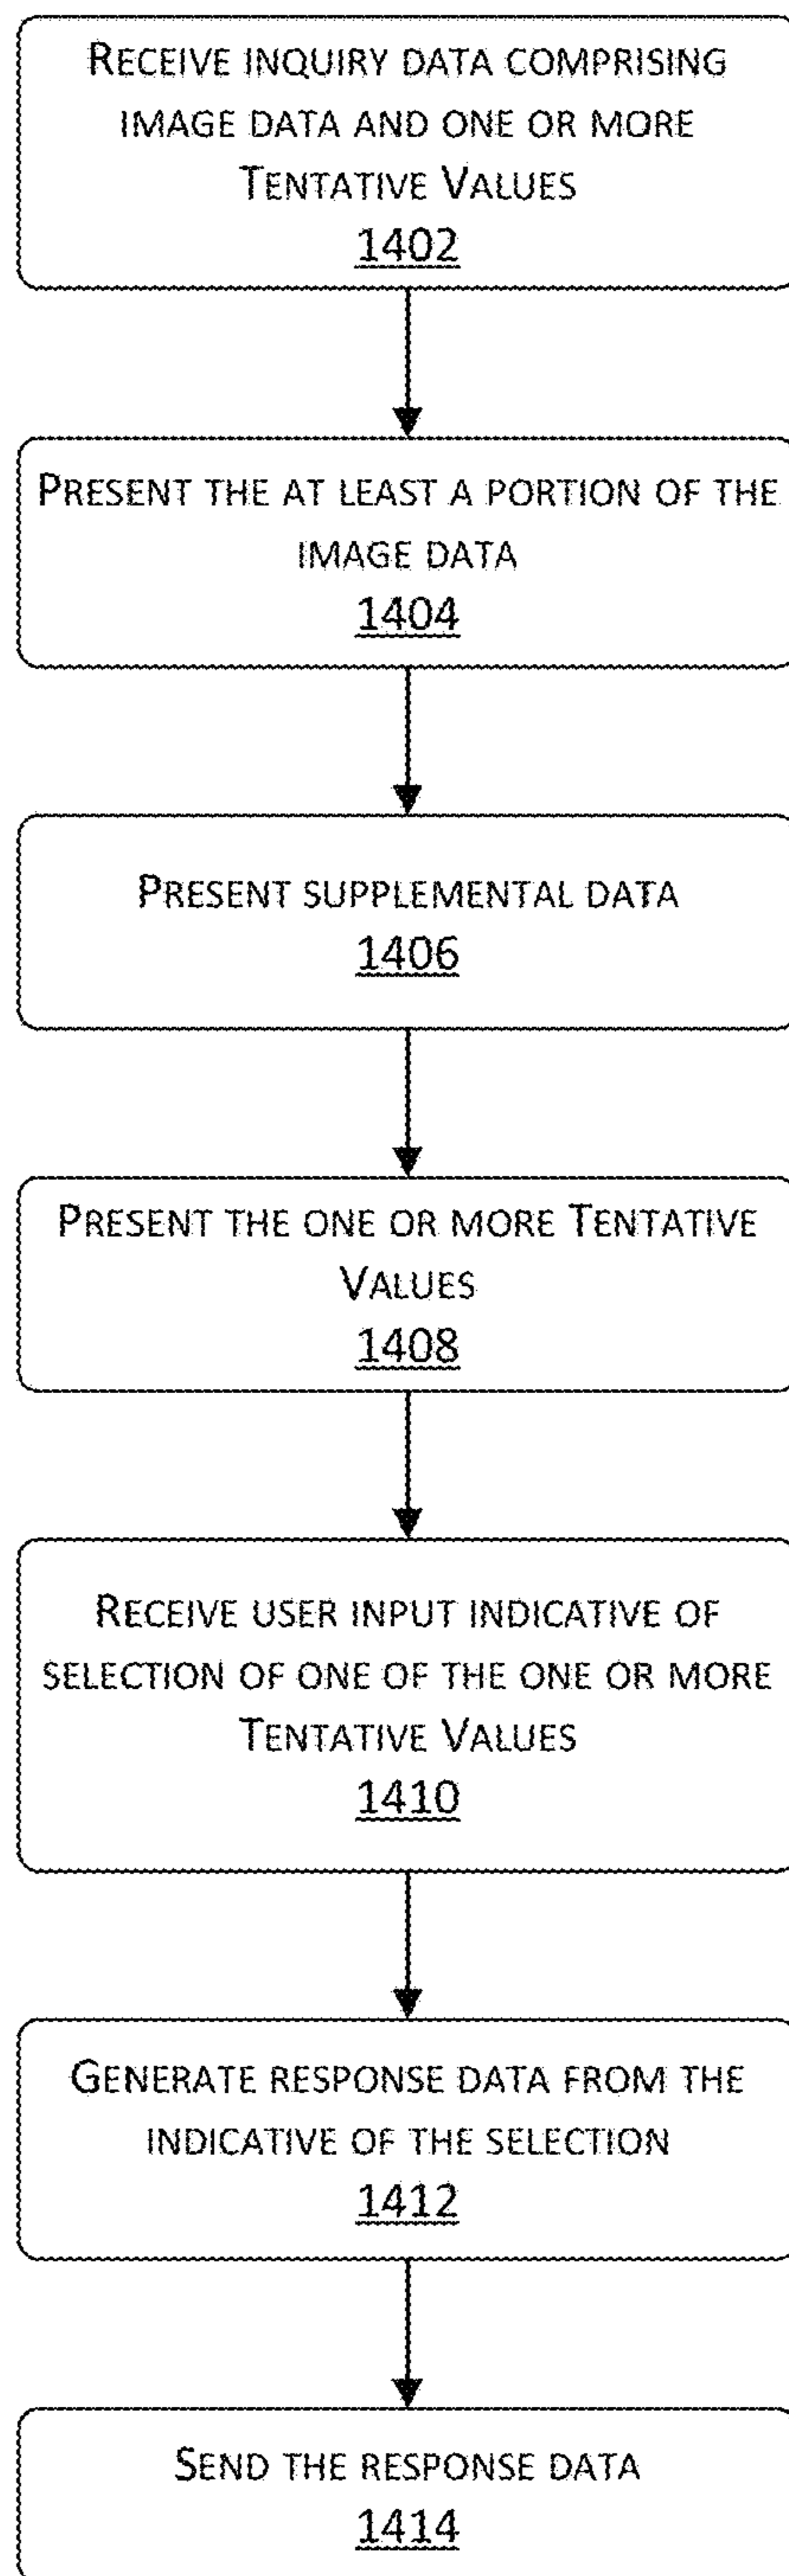 RECEIVE INQUIRY DATA COMPRISING
IMAGE DATA AND ONE OR MORE
TENTATIVE VALUES
1402
PRESENT THE AT LEAST A PORTION OF THE
IMAGE DATA
1404
PRESENT SUPPLEMENTAL DATA
1406
PRESENT THE ONE OR MORE TENTATIVE
VALUES
1408
RECEIVE USER INPUT INDICATIVE OF
SELECTION OF ONE OF THE ONE OR MORE
TENTATIVE VALUES
1410
GENERATE RESPONSE DATA FROM THE
INDICATIVE OF THE SELECTION
1412
SEND THE RESPONSE DATA
1414